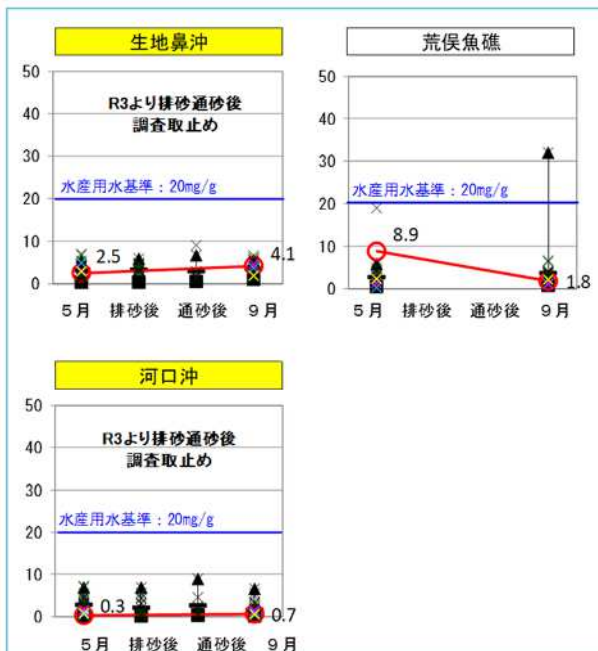 生地鼻沖
50
40
30
20
10
0
R3より排砂通砂後
調査取止め
水産用水基準：20mg/g
2.5
4.1
5月 排砂後 通砂後 9月
荒俣魚礁
50
40
30
20
10
0
水産用水基準：20mg/g
8.9
1.8
5月 排砂後 通砂後 9月
河口沖
50
40
30
20
10
0
R3より排砂通砂後
調査取止め
水産用水基準：20mg/g
0.3
0.7
5月 排砂後 通砂後 9月